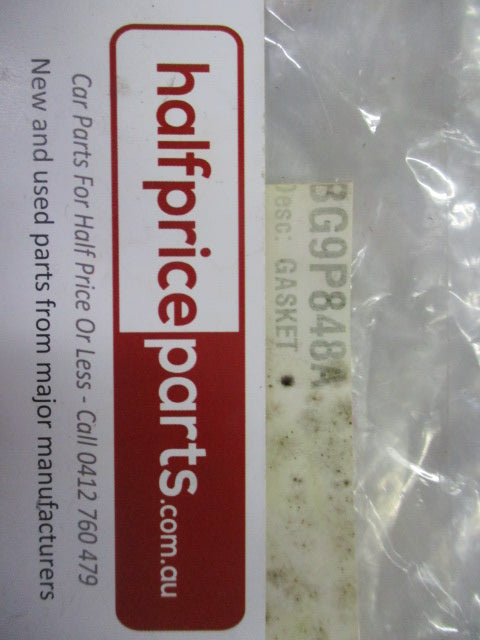 halfpriceparts.com.au
Car Parts For Half Price Or Less - Call 0412 760 479
New and used parts from major manufacturers
BG9P848A
Desc: GASKET